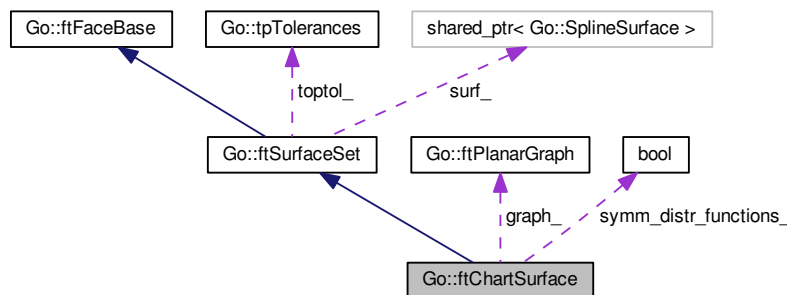 Go::ftFaceBase Go::tpTolerances shared_ptr< Go::SplineSurface >
toptol_ surf_
Go::ftSurfaceSet Go::ftPlanarGraph bool
graph_ symm_distr_functions_
Go::ftChartSurface